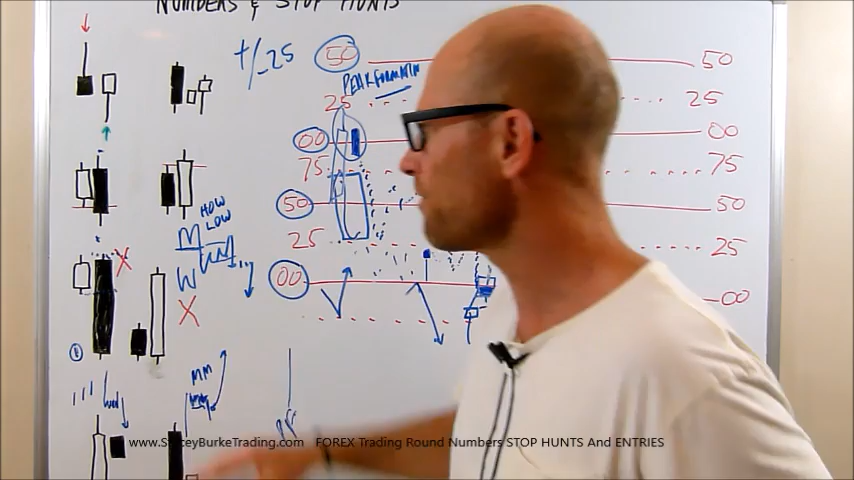 NUMBERS & STOP HUNTS
+/- 25
50
50
PEAK FORMATION
25
25
00
00
75
75
HOW
LOW
50
50
M
25
25
W
00
00
X
X
MM
www.StaceyBurkeTrading.com FOREX Trading Round Numbers STOP HUNTS And ENTRIES